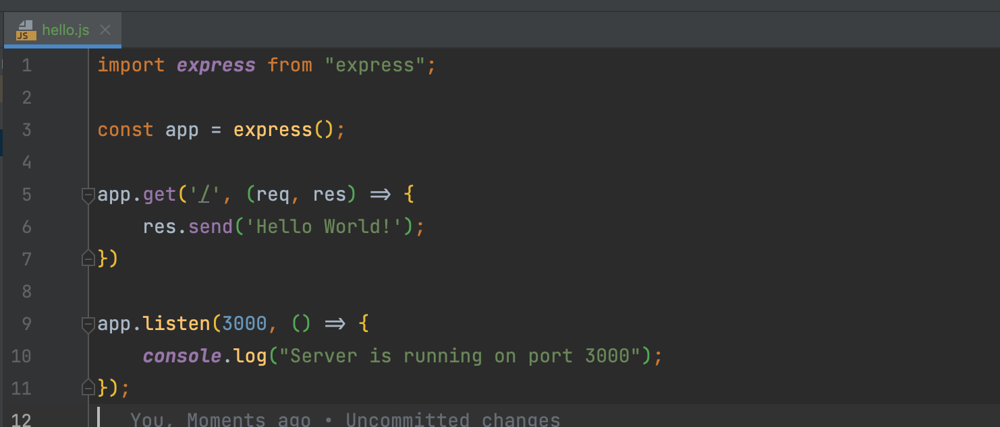 JS hello.js
1 import express from "express";
2
3 const app = express();
4
5 app.get('/', (req, res) => {
6     res.send('Hello World!');
7 })
8
9 app.listen(3000, () => {
10     console.log("Server is running on port 3000");
11 });
12 You, Moments ago • Uncommitted changes